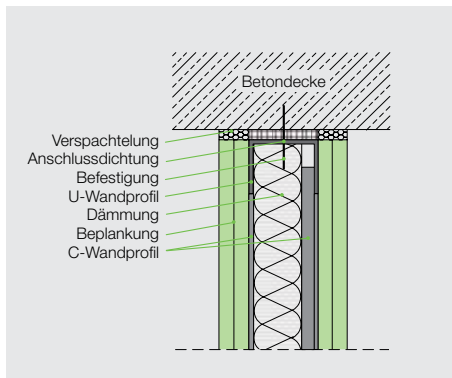 Betondecke
Verspachtelung
Anschlussdichtung
Befestigung
U-Wandprofil
Dämmung
Beplankung
C-Wandprofil